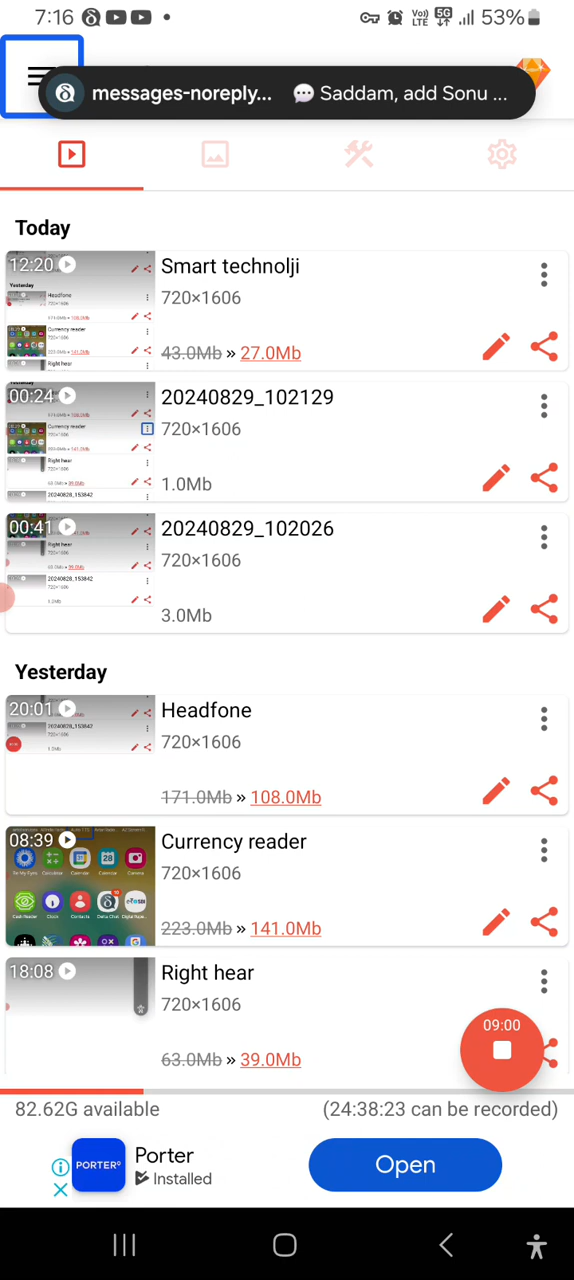 7:16
Vo)) LTE 5G 53%
messages-noreply... 💬 Saddam, add Sonu ...
Today
12:20
Smart technolji
720×1606
43.0Mb » 27.0Mb
00:24
20240829_102129
720×1606
1.0Mb
00:41
20240829_102026
720×1606
3.0Mb
Yesterday
20:01
Headfone
720×1606
171.0Mb » 108.0Mb
08:39
Currency reader
720×1606
223.0Mb » 141.0Mb
18:08
Right hear
720×1606
63.0Mb » 39.0Mb
09:00
82.62G available (24:38:23 can be recorded)
PORTER
Porter
Installed
Open